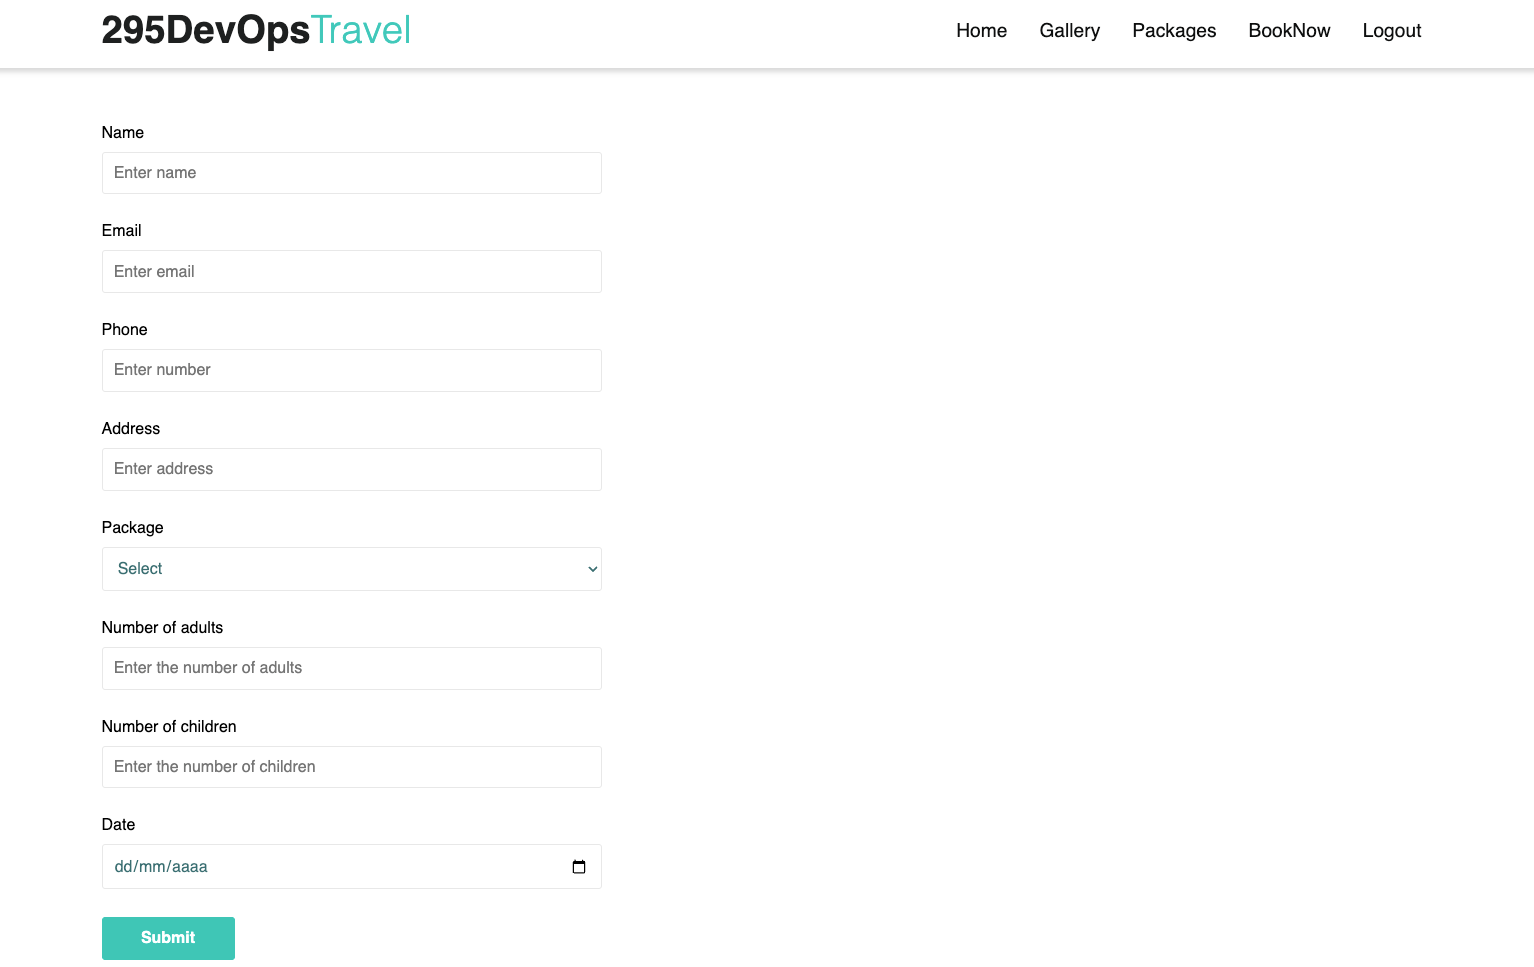 295DevOpsTravel
Home Gallery Packages BookNow Logout
Name
Enter name
Email
Enter email
Phone
Enter number
Address
Enter address
Package
Select
Number of adults
Enter the number of adults
Number of children
Enter the number of children
Date
dd/mm/aaaa
Submit